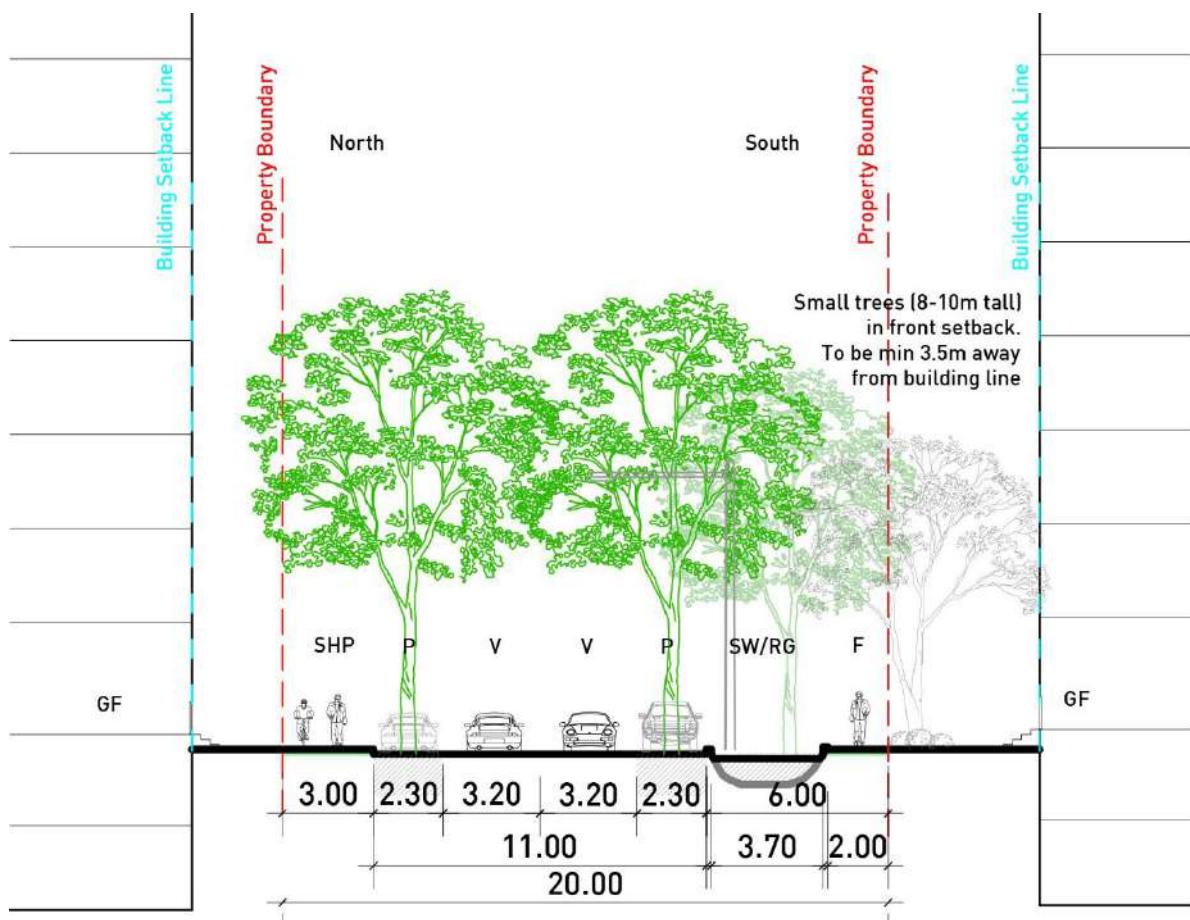 Building Setback Line
Property Boundary
North
South
Property Boundary
Building Setback Line
Small trees (8-10m tall)
in front setback.
To be min 3.5m away
from building line
SHP
P
V
V
P
SW/RG
F
GF
GF
3.00
2.30
3.20
3.20
2.30
6.00
11.00
3.70
2.00
20.00